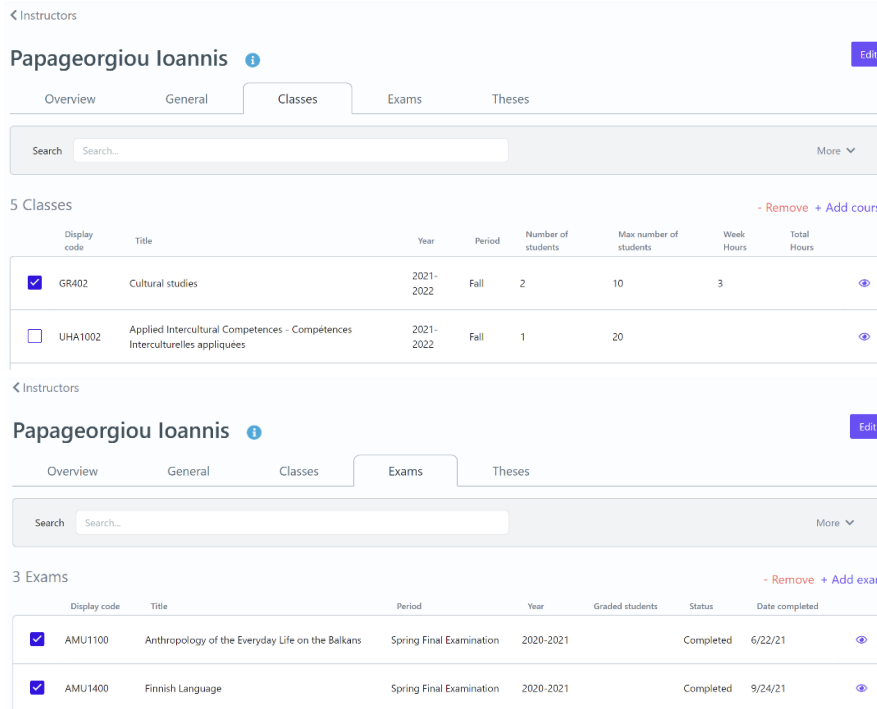 Instructors
Papageorgiou Ioannis
Edit
Overview General Classes Exams Theses
Search Search... More
5 Classes
- Remove + Add cours
Display code Title Year Period Number of students Max number of students Week Hours Total Hours
GR402 Cultural studies 2021-2022 Fall 2 10 3
UHA1002 Applied Intercultural Competences - Compétences Interculturelles appliquées 2021-2022 Fall 1 20
Instructors
Papageorgiou Ioannis
Edit
Overview General Classes Exams Theses
Search Search... More
3 Exams
- Remove + Add exa
Display code Title Period Year Graded students Status Date completed
AMU1100 Anthropology of the Everyday Life on the Balkans Spring Final Examination 2020-2021 Completed 6/22/21
AMU1400 Finnish Language Spring Final Examination 2020-2021 Completed 9/24/21